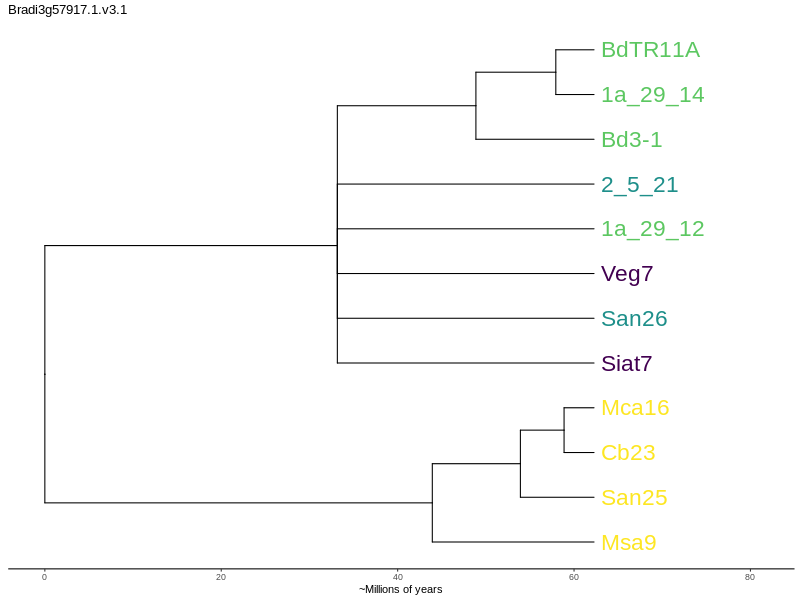 Bradi3g57917.1.v3.1
BdTR11A
1a_29_14
Bd3-1
2_5_21
1a_29_12
Veg7
San26
Siat7
Mca16
Cb23
San25
Msa9
0 20 40 60 80
~Millions of years